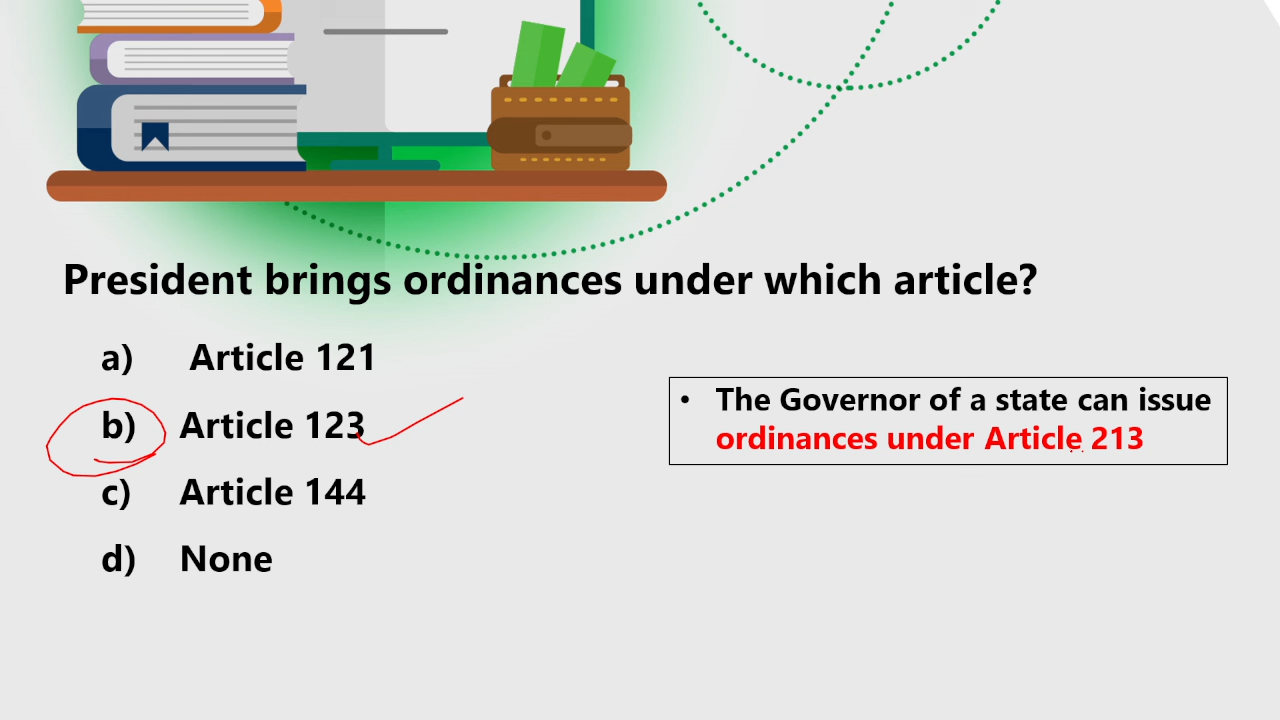 President brings ordinances under which article?
a) Article 121
b) Article 123
c) Article 144
d) None
• The Governor of a state can issue
ordinances under Article 213